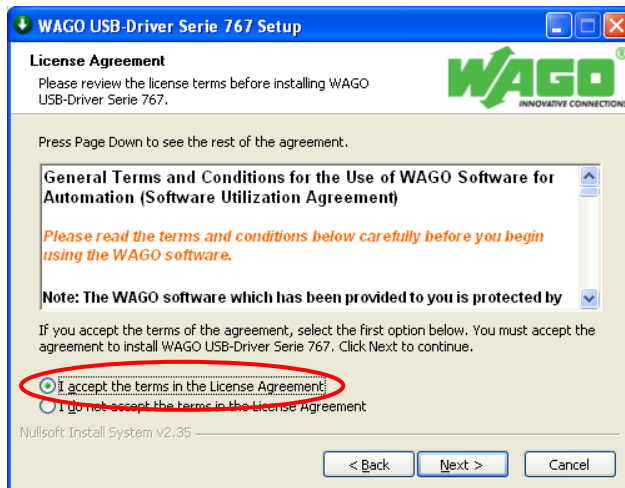 WAGO USB-Driver Serie 767 Setup
License Agreement
Please review the license terms before installing WAGO
USB-Driver Serie 767.
WAGO®
INNOVATIVE CONNECTIONS
Press Page Down to see the rest of the agreement.
General Terms and Conditions for the Use of WAGO Software for
Automation (Software Utilization Agreement)
Please read the terms and conditions below carefully before you begin
using the WAGO software.
Note: The WAGO software which has been provided to you is protected by
If you accept the terms of the agreement, select the first option below. You must accept the
agreement to install WAGO USB-Driver Serie 767. Click Next to continue.
I accept the terms in the License Agreement
I do not accept the terms in the License Agreement
Nullsoft Install System v2.35
< Back Next > Cancel